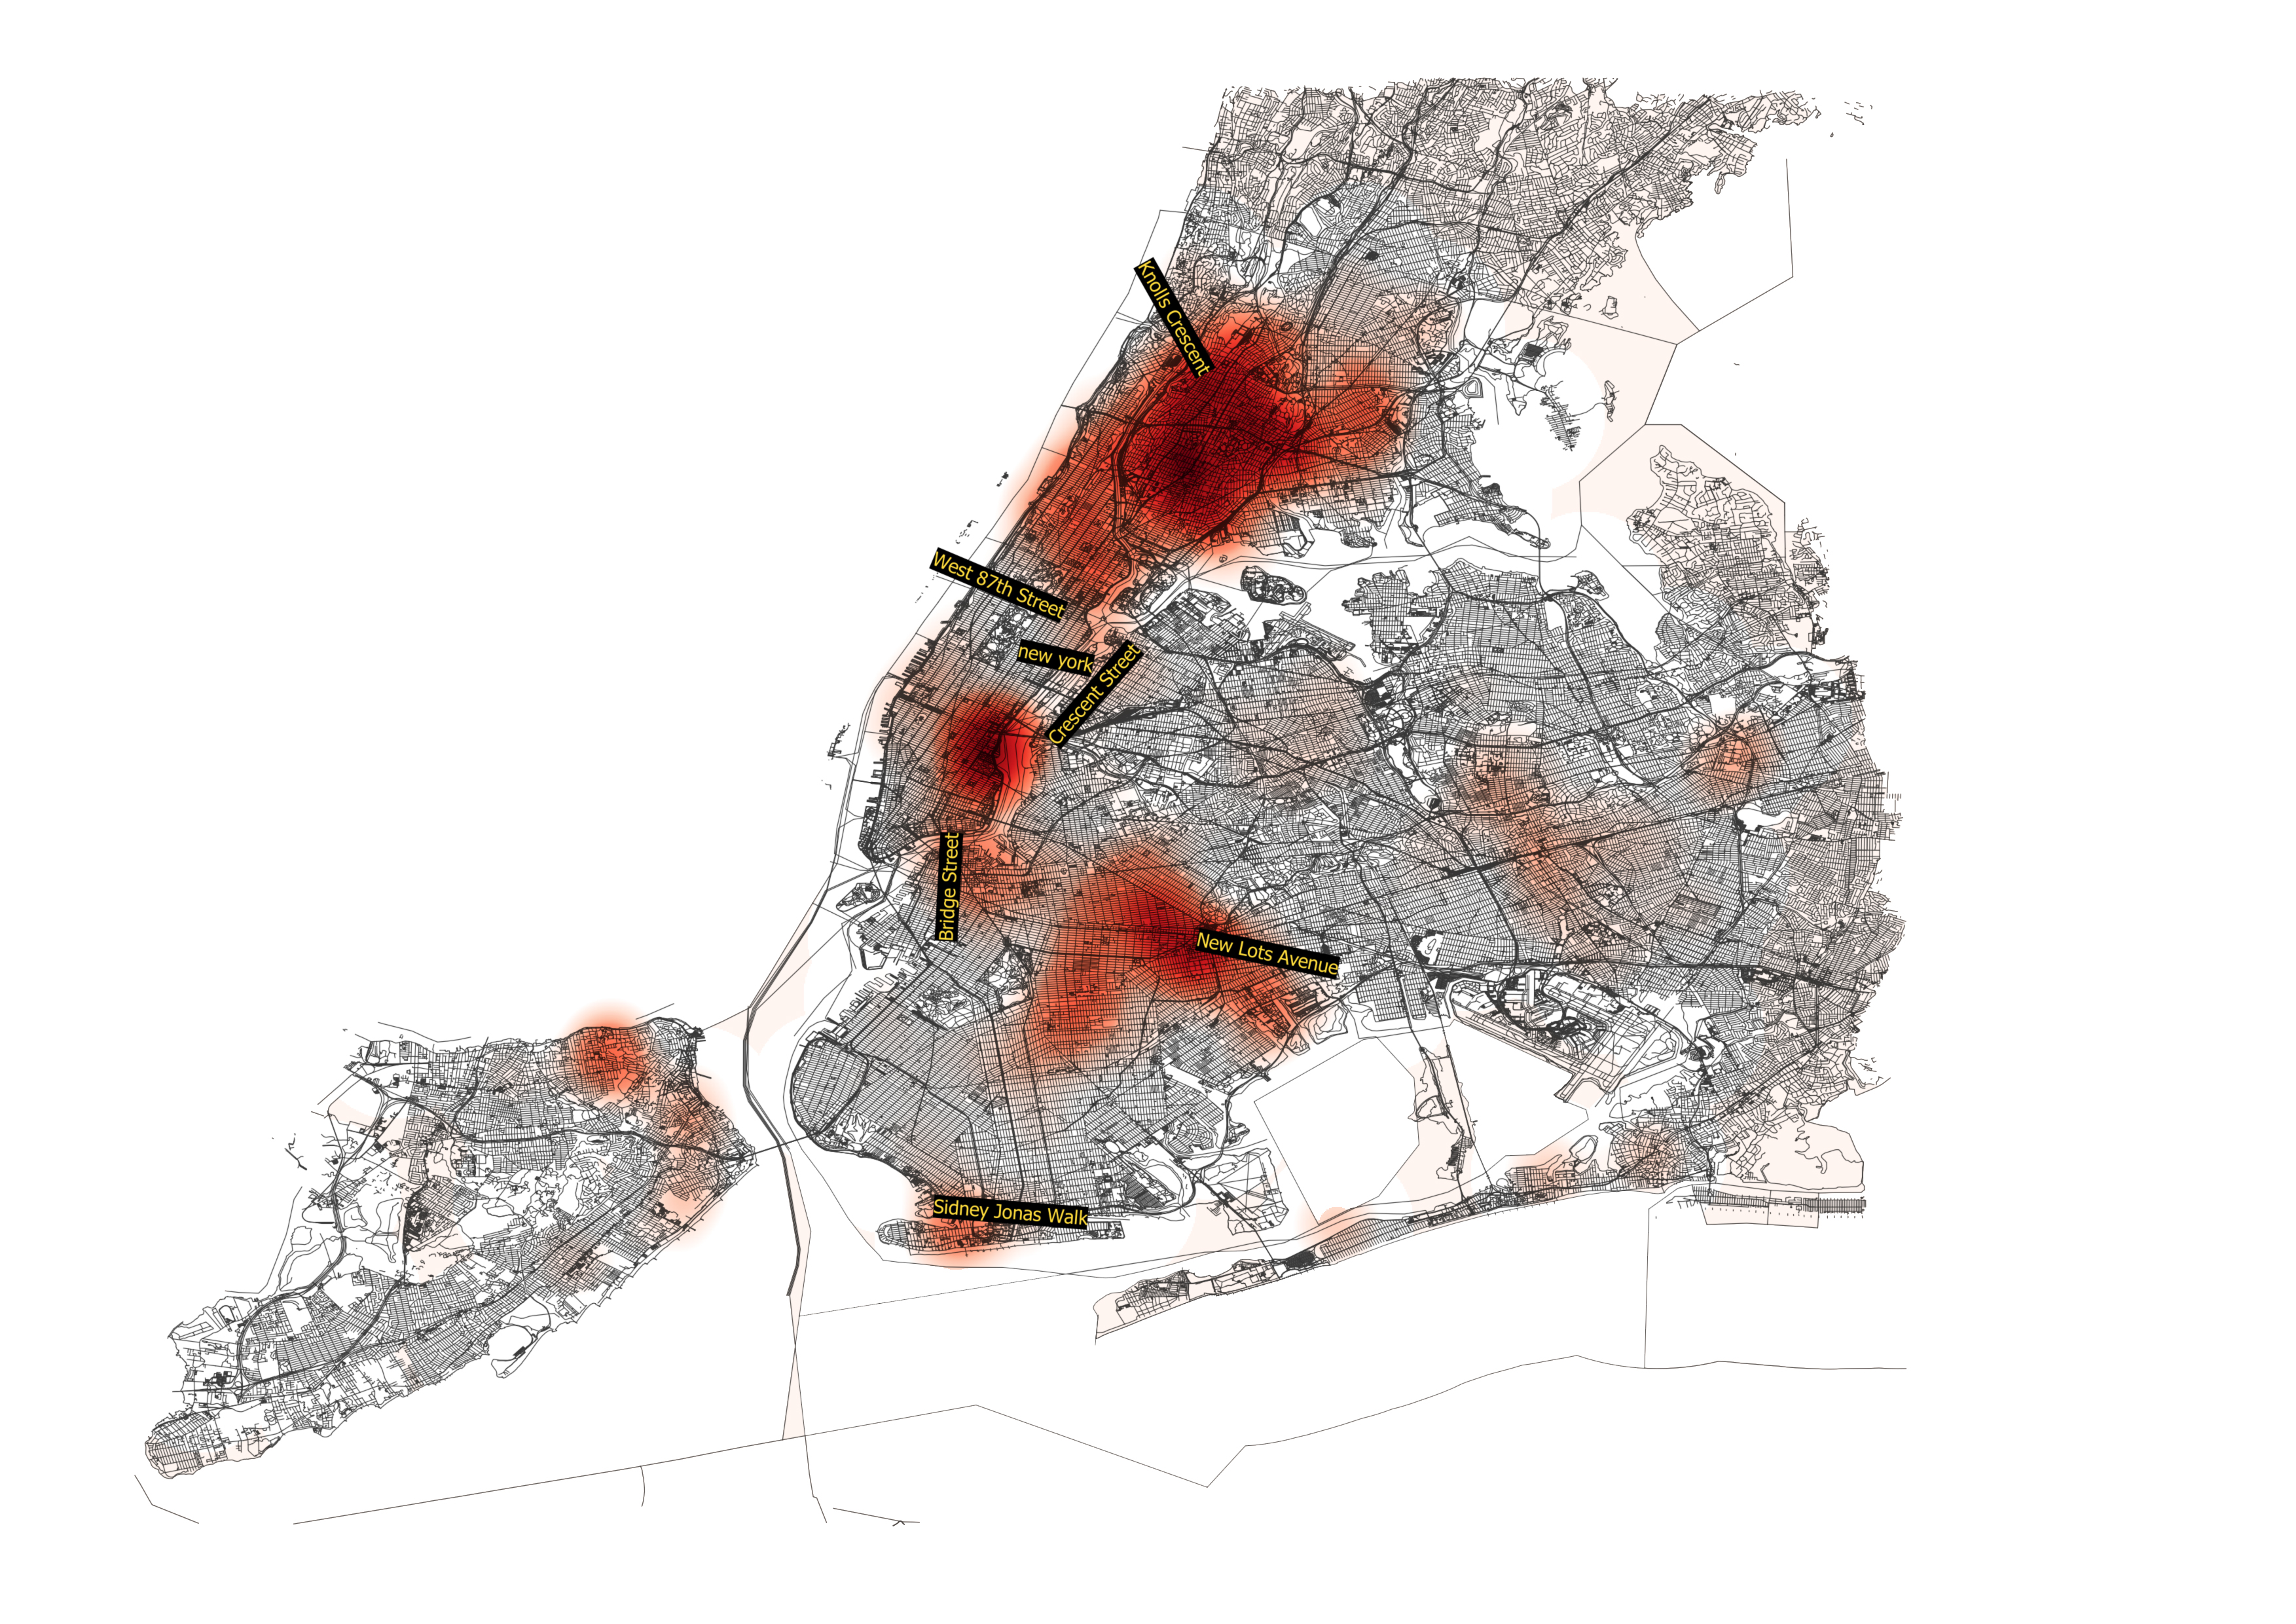 Knolls Crescent
West 87th Street
new york
Crescent Street
Bridge Street
New Lots Avenue
Sidney Jonas Walk